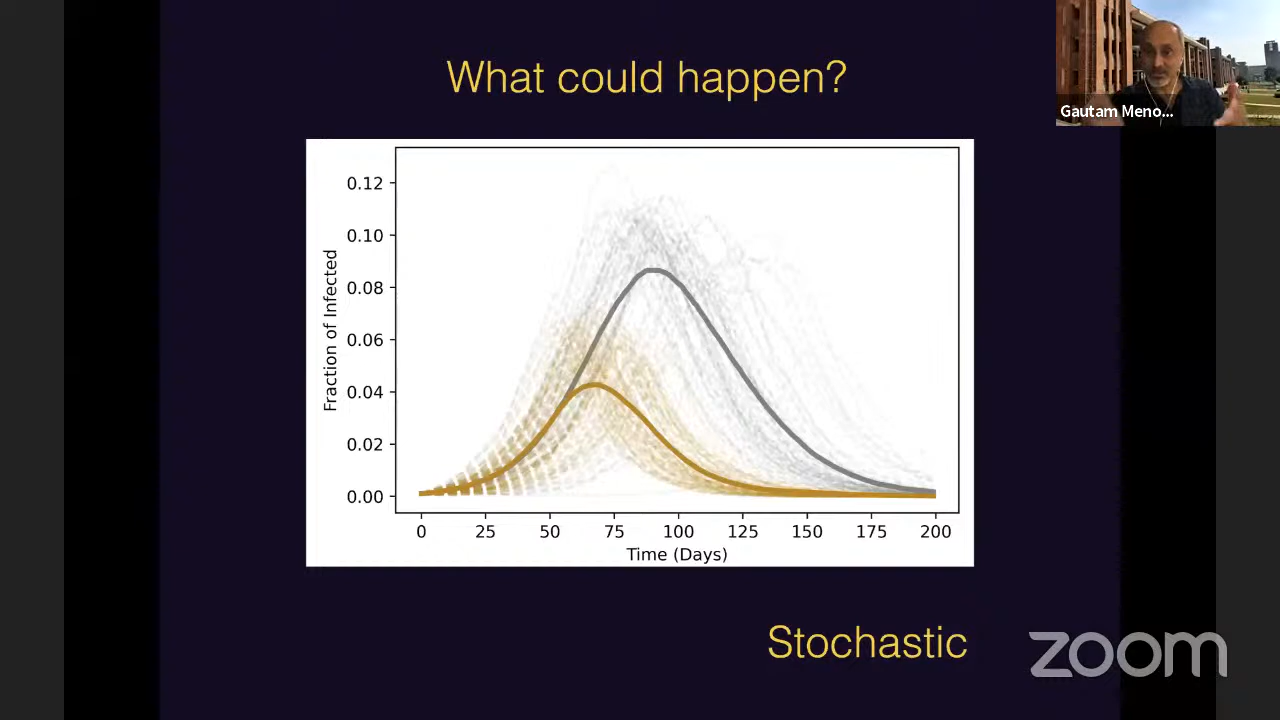 What could happen?
Gautam Meno...
0.12
0.10
0.08
0.06
0.04
0.02
0.00
Fraction of Infected
0 25 50 75 100 125 150 175 200
Time (Days)
Stochastic
zoom